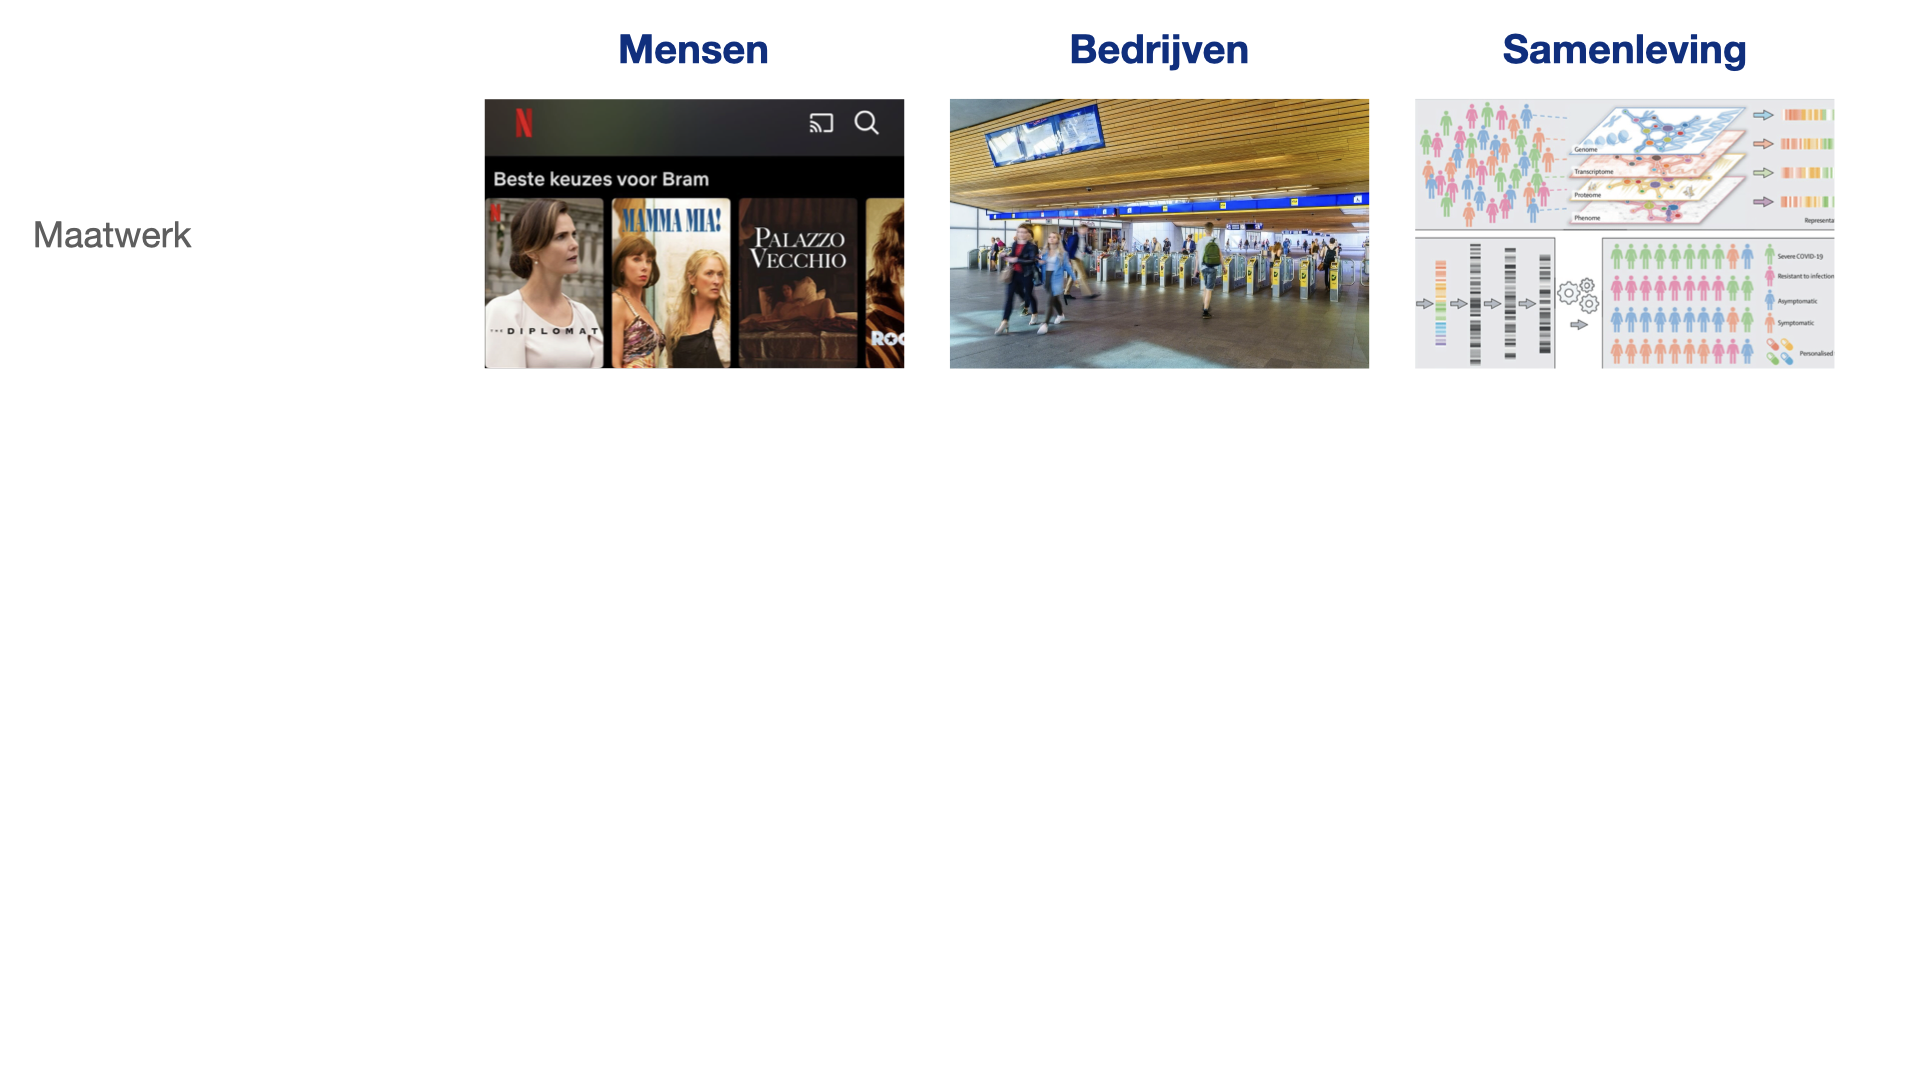 Mensen
Bedrijven
Samenleving
Maatwerk
N
Beste keuzes voor Bram
N
THE DIPLOMAT
MAMMA MIA!
PALAZZO
VECCHIO
ROC
Genome
Transcriptome
Proteome
Phenome
Representa
Severe COVID-19
Resistant to infection
Asymptomatic
Symptomatic
Personalised